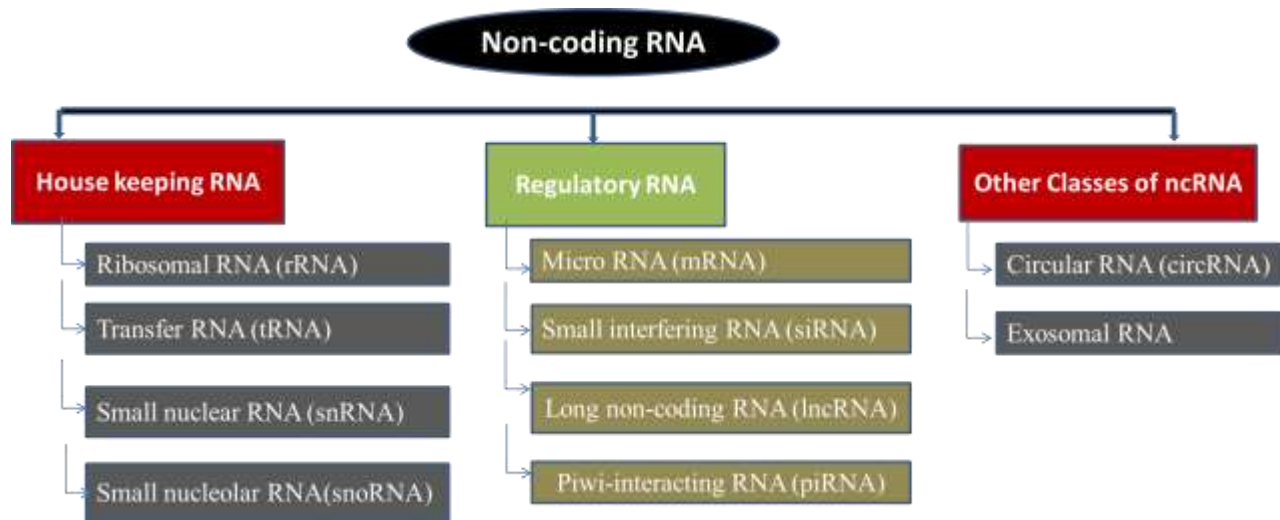 Non-coding RNA
House keeping RNA
Ribosomal RNA (rRNA)
Transfer RNA (tRNA)
Small nuclear RNA (snRNA)
Small nucleolar RNA(snoRNA)
Regulatory RNA
Micro RNA (mRNA)
Small interfering RNA (siRNA)
Long non-coding RNA (lncRNA)
Piwi-interacting RNA (piRNA)
Other Classes of ncRNA
Circular RNA (circRNA)
Exosomal RNA